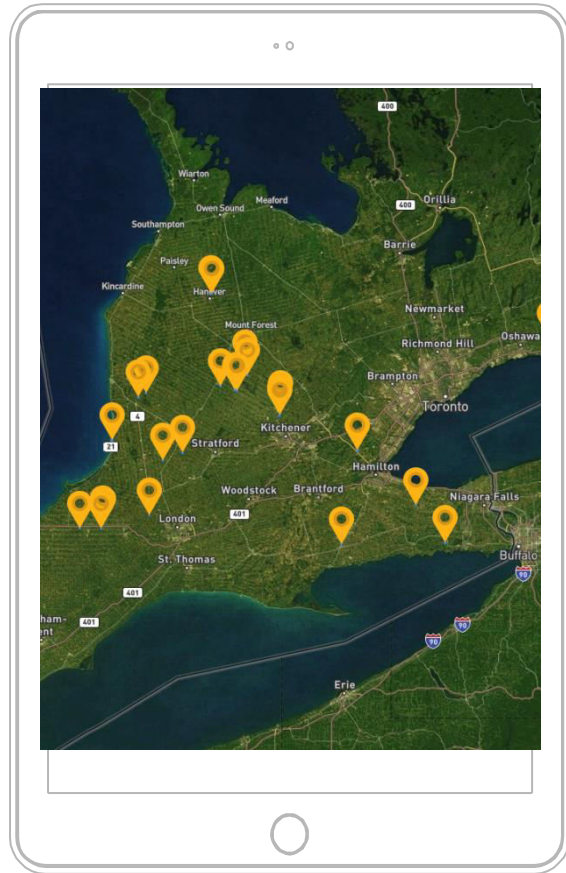 400
Wiarton
Orillia
Meaford
400
Owen Sound
Southampton
Barrie
Paisley
Kincardine
Hanover
Newmarket
Mount Forest
Oshawa
Richmond Hill
Brampton
Toronto
4
Kitchener
21
Stratford
Hamilton
Woodstock
Brantford
Niagara Falls
401
London
Buffalo
St. Thomas
90
401
ham-
ent
401
90
90
Erie